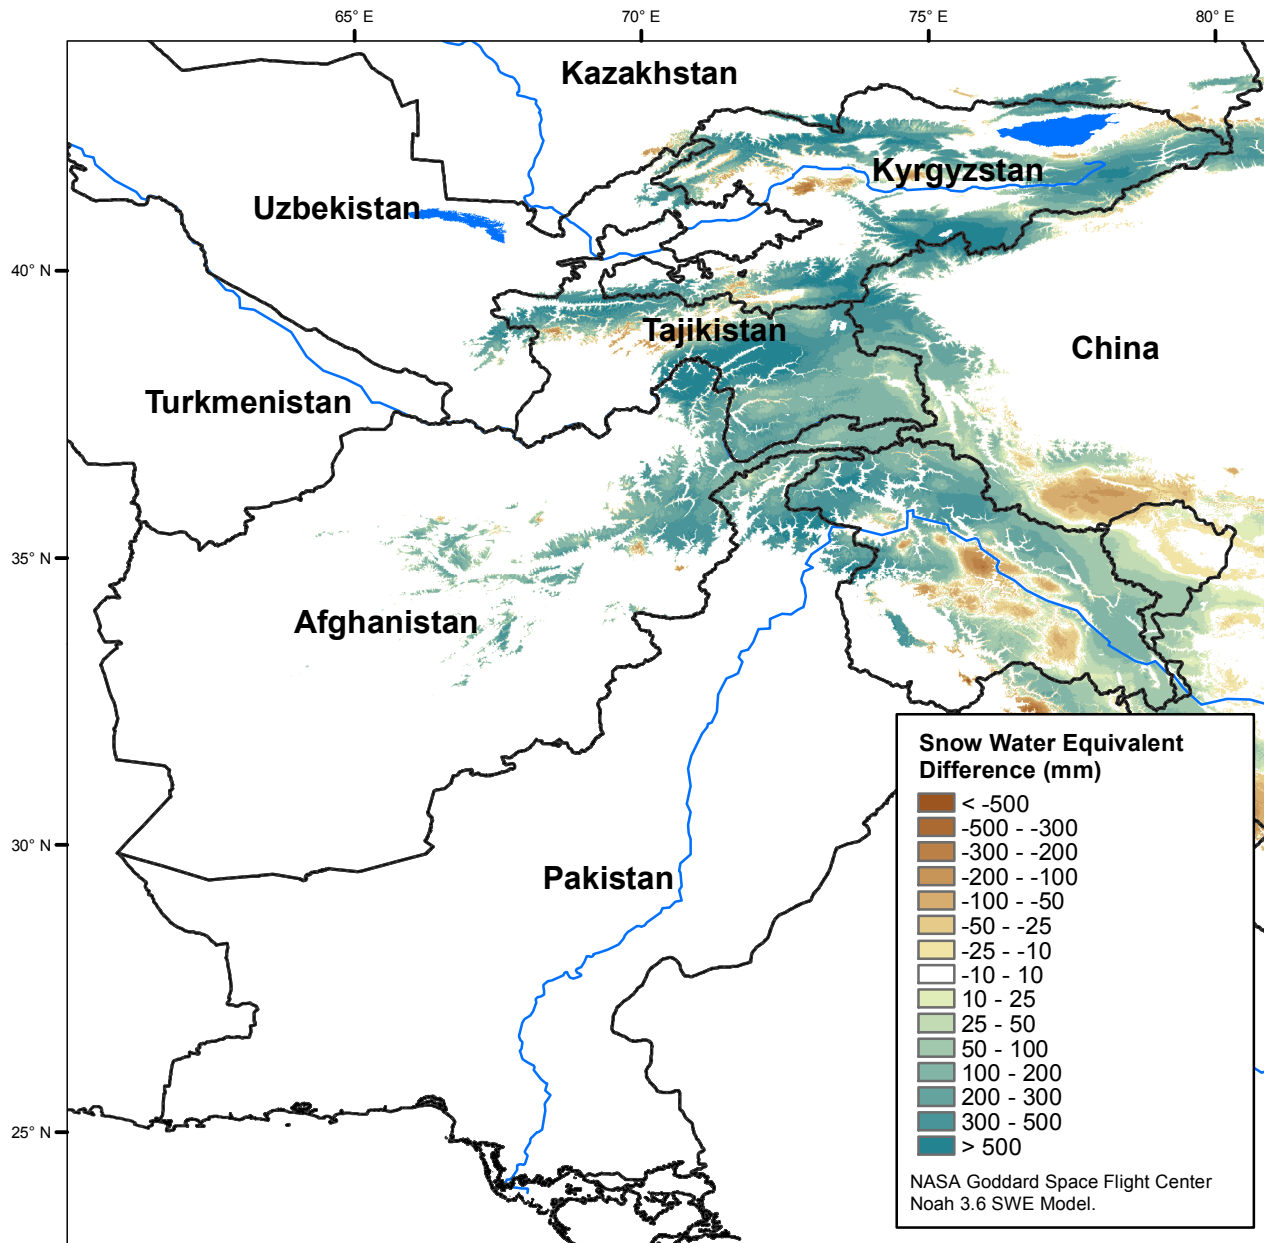 65° E
70° E
75° E
80° E
Kazakhstan
Kyrgyzstan
Uzbekistan
40° N
Tajikistan
China
Turkmenistan
35° N
Afghanistan
30° N
Pakistan
25° N
Snow Water Equivalent
Difference (mm)
< -500
-500 - -300
-300 - -200
-200 - -100
-100 - -50
-50 - -25
-25 - -10
-10 - 10
10 - 25
25 - 50
50 - 100
100 - 200
200 - 300
300 - 500
> 500
NASA Goddard Space Flight Center
Noah 3.6 SWE Model.